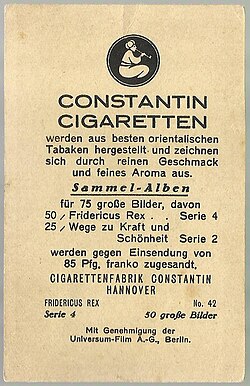 CONSTANTIN
CIGARETTEN
werden aus besten orientalischen
Tabaken hergestellt und zeichnen
sich durch reinen Geschmack
und feines Aroma aus.
Sammel-Alben
für 75 große Bilder, davon
50 „ Fridericus Rex . . Serie 4
25 „ Wege zu Kraft und
Schönheit Serie 2
werden gegen Einsendung von
85 Pfg. franko zugesandt.
CIGARETTENFABRIK CONSTANTIN
HANNOVER
FRIDERICUS REX No. 42
Serie 4 50 große Bilder
Mit Genehmigung der
Universum-Film A.-G., Berlin.